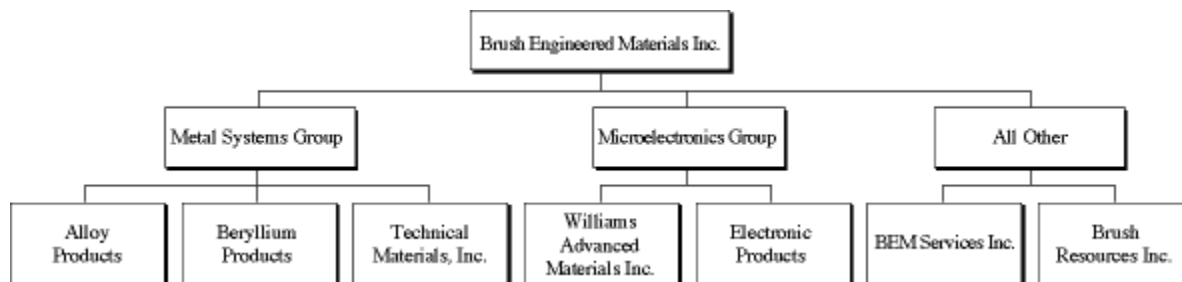 Brush Engineered Materials Inc.
Metal Systems Group
Microelectronics Group
All Other
Alloy
Products
Beryllium
Products
Technical
Materials, Inc.
Williams
Advanced
Materials Inc.
Electronic
Products
BEM Services Inc.
Brush
Resources Inc.